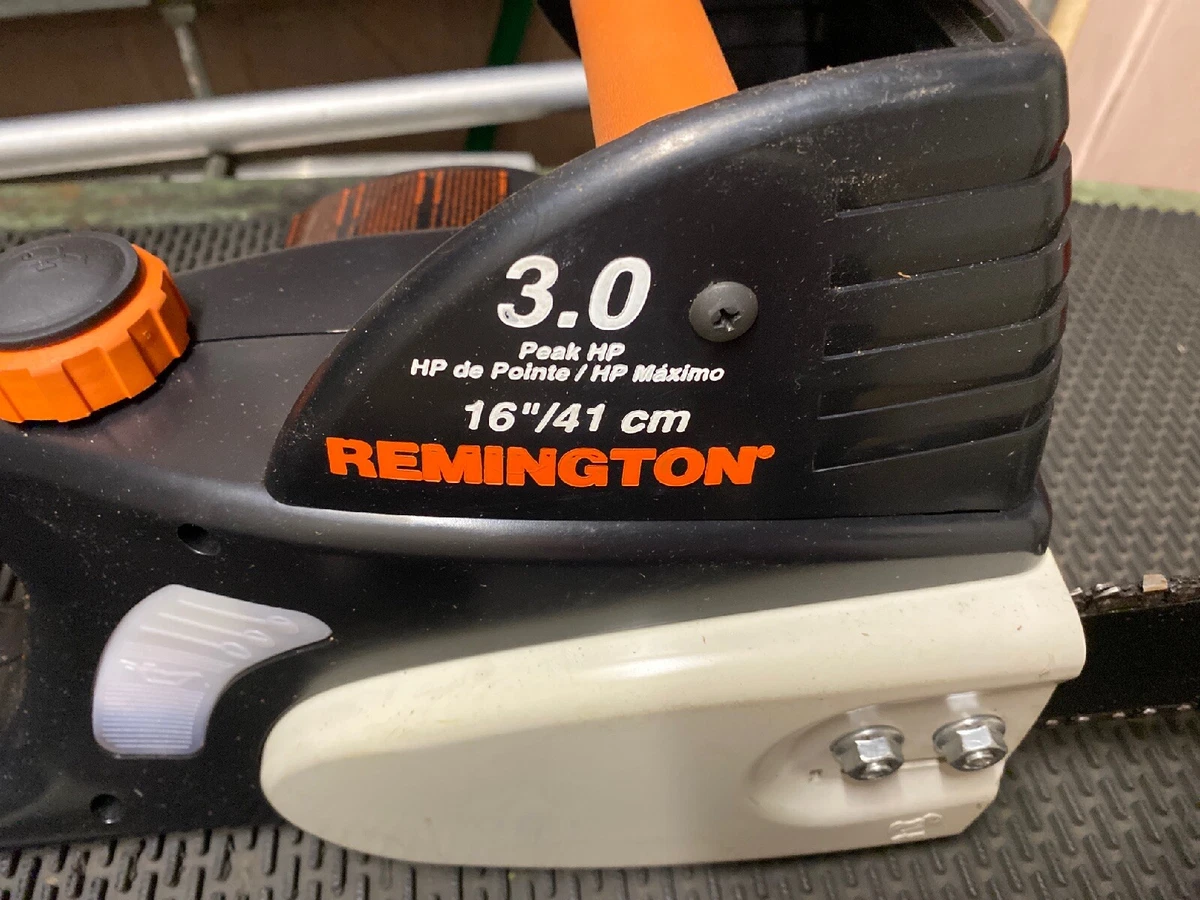 3.0
Peak HP
HP de Pointe / HP Máximo
16"/41 cm
REMINGTON